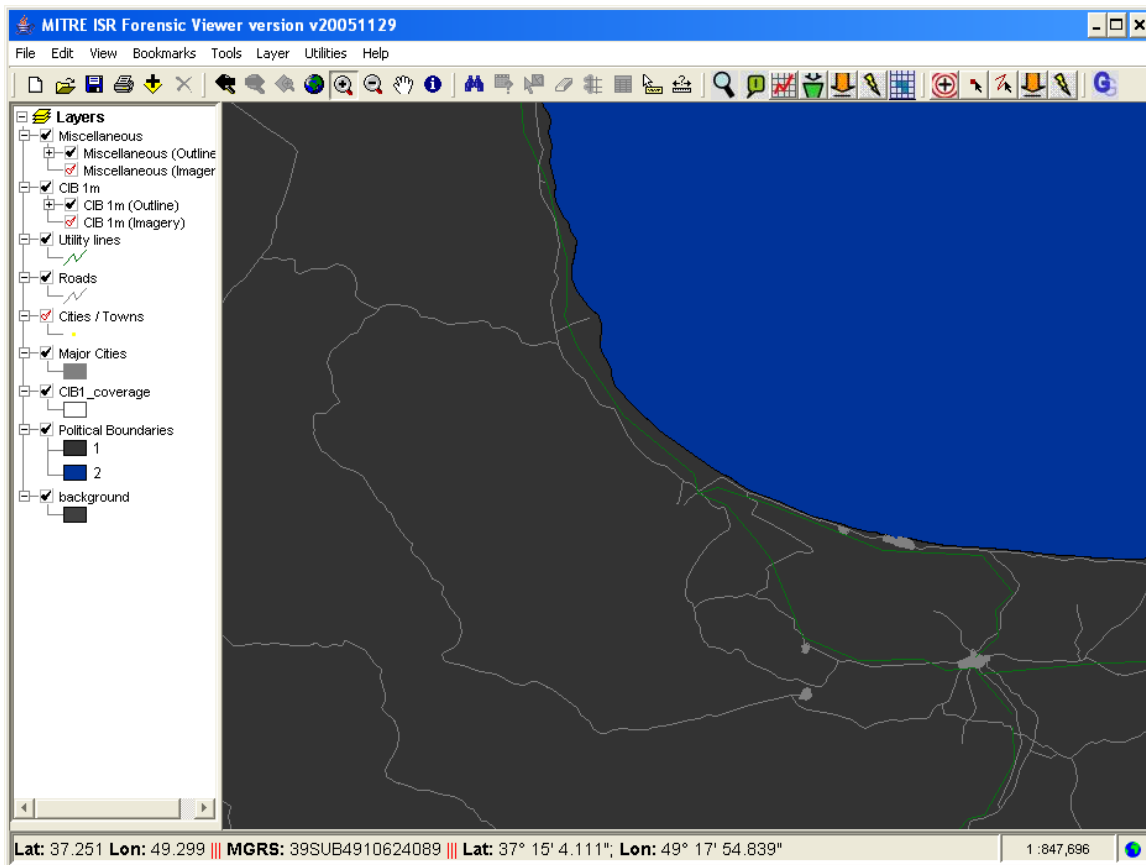 MITRE ISR Forensic Viewer version v20051129
File Edit View Bookmarks Tools Layer Utilities Help
Layers
Miscellaneous
Miscellaneous (Outline
Miscellaneous (Imager
CIB 1m
CIB 1m (Outline)
CIB 1m (Imagery)
Utility lines
Roads
Cities / Towns
Major Cities
CIB1_coverage
Political Boundaries
1
2
background
Lat: 37.251 Lon: 49.299 ||| MGRS: 39SUB4910624089 ||| Lat: 37° 15' 4.111"; Lon: 49° 17' 54.839" 1:847,696